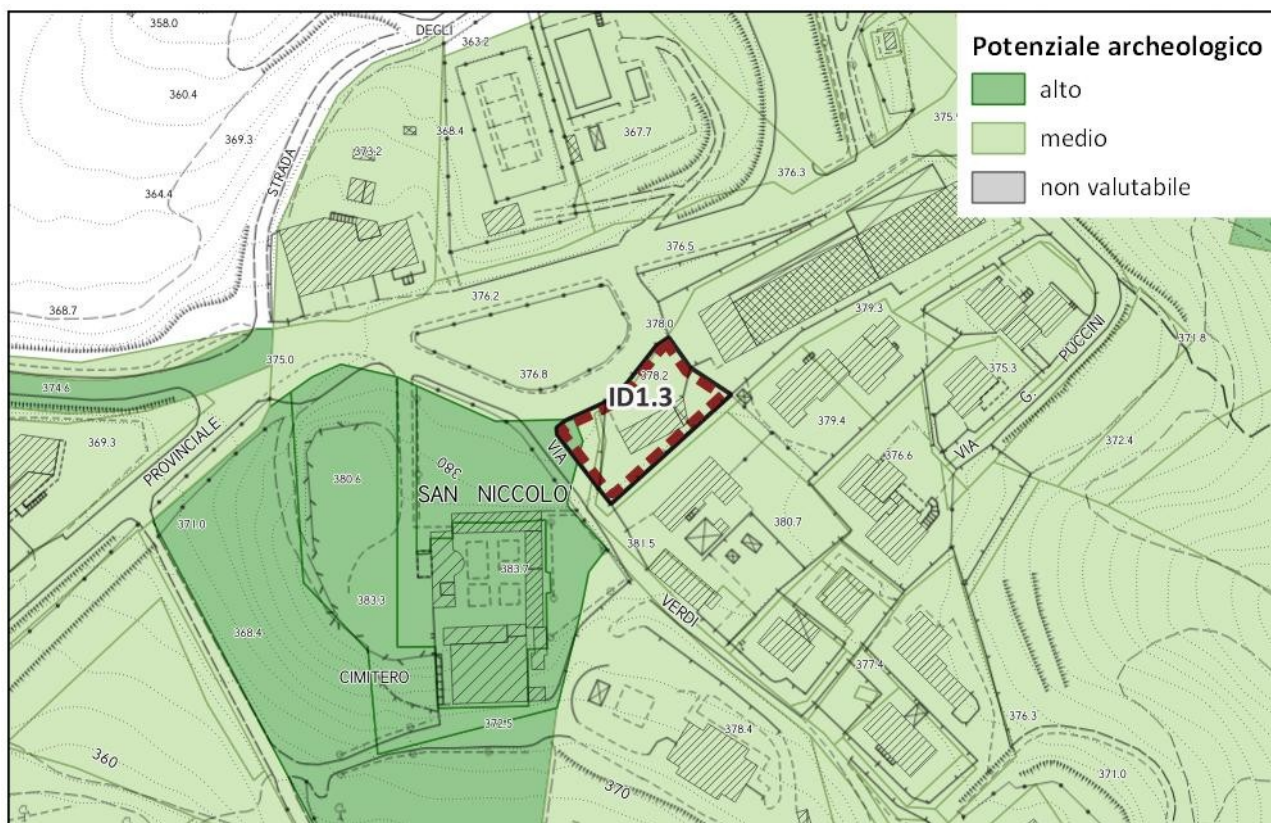 358.0
DEGLI
363.2
360.4
369.3
STRADA
364.4
373.2
368.4
367.7
375.
376.3
Potenziale archeologico
alto
medio
non valutabile
376.5
368.7
376.2
375.0
374.6
378.0
379.3
376.8
378.2
ID1.3
PUCCINI
371.8
375.3
G.
VIA
369.3
PROVINCIALE
VIA
379.4
372.4
380.6
380
SAN NICCOLO
376.6
371.0
380.7
381.5
383.7
383.3
VERDI
368.4
CIMITERO
377.4
372.5
378.4
376.3
360
370
371.0